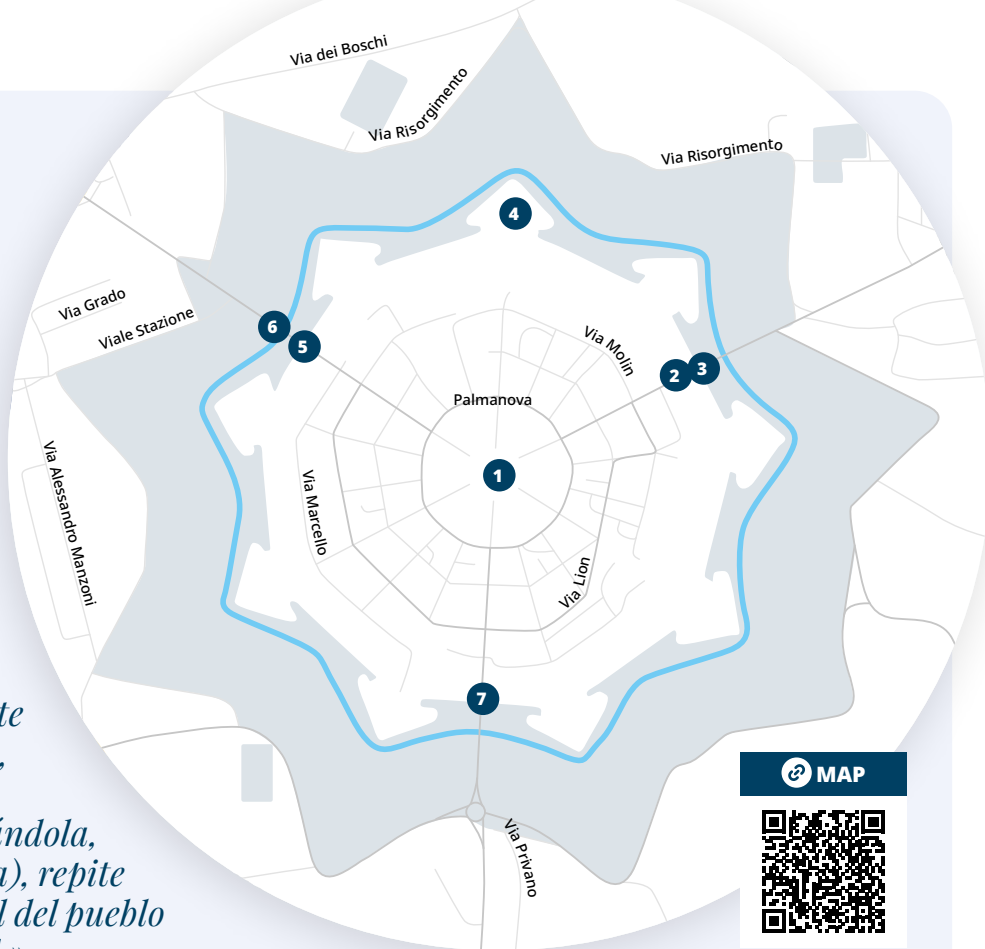 Via dei Boschi
Via Risorgimento
Via Risorgimento
4
Via Grado
Viale Stazione
6
5
Via Molin
2
3
Palmanova
1
Via Alessandro Manzoni
Via Marcello
Via Lion
7
Via Privano
MAP
te
,
ndola,
), repite
del pueblo